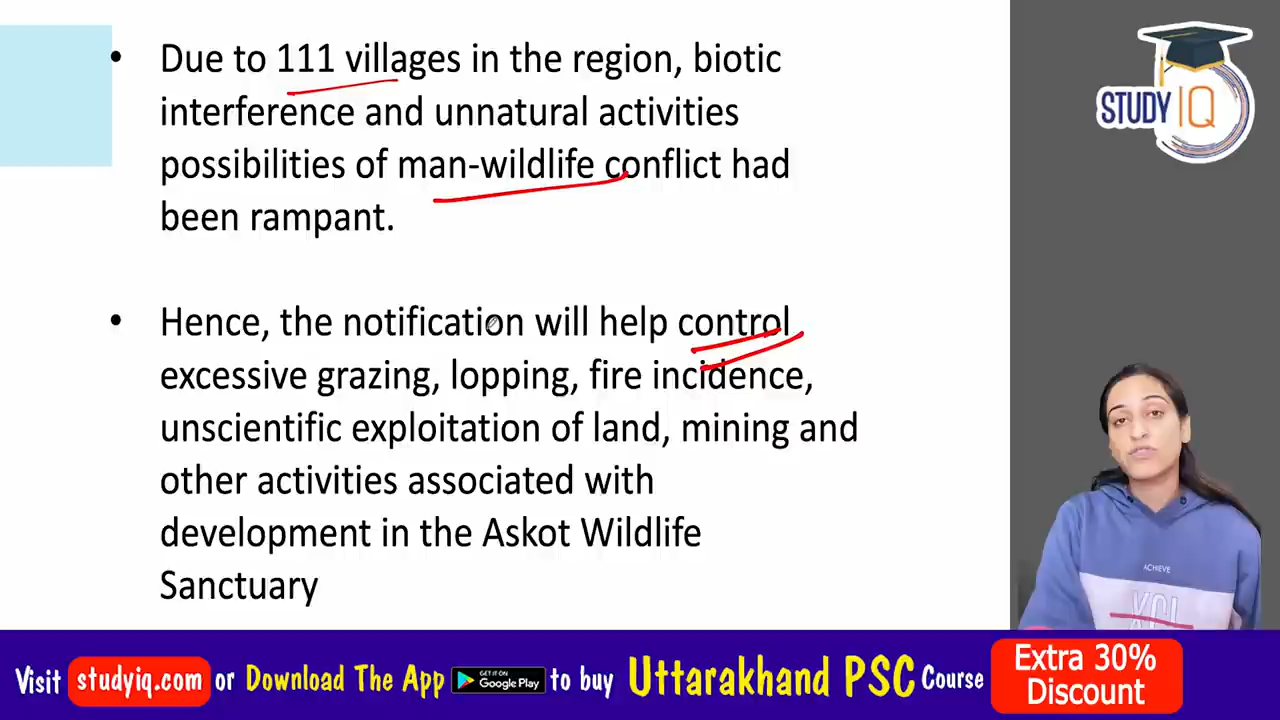 • Due to 111 villages in the region, biotic
interference and unnatural activities
possibilities of man-wildlife conflict had
been rampant.
• Hence, the notification will help control
excessive grazing, lopping, fire incidence,
unscientific exploitation of land, mining and
other activities associated with
development in the Askot Wildlife
Sanctuary
STUDY IQ
ACHIEVE
Visit studyiq.com or Download The App GET IT ON Google Play to buy Uttarakhand PSC Course
Extra 30%
Discount